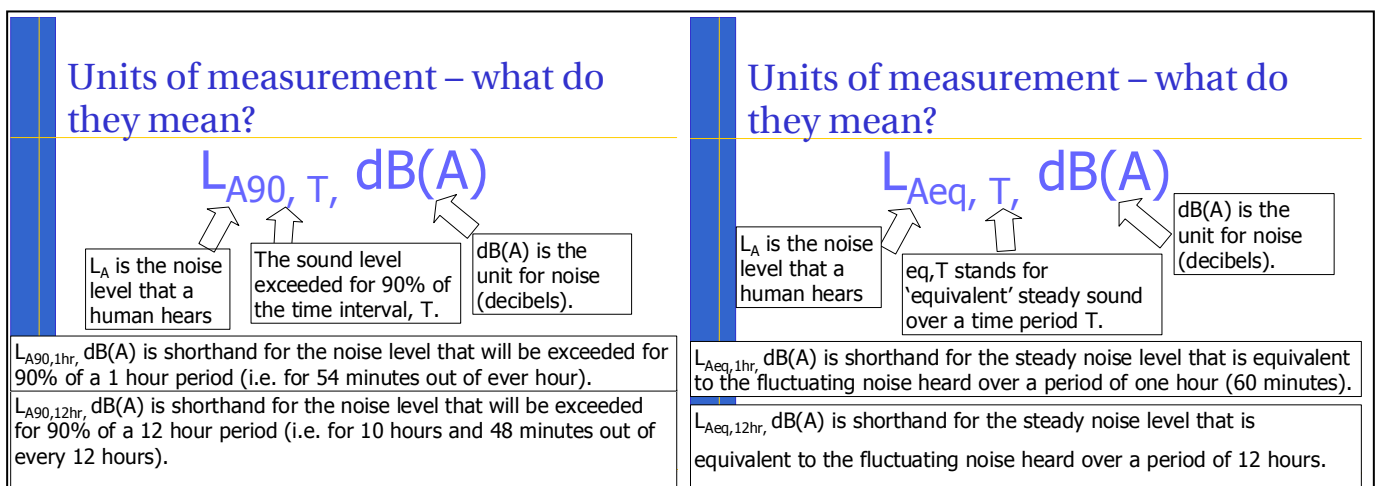 Units of measurement – what do
they mean?
LA90, T, dB(A)
LA is the noise
level that a
human hears
The sound level
exceeded for 90% of
the time interval, T.
dB(A) is the
unit for noise
(decibels).
LA90,1hr, dB(A) is shorthand for the noise level that will be exceeded for
90% of a 1 hour period (i.e. for 54 minutes out of ever hour).
LA90,12hr, dB(A) is shorthand for the noise level that will be exceeded
for 90% of a 12 hour period (i.e. for 10 hours and 48 minutes out of
every 12 hours).
Units of measurement – what do
they mean?
LAeq, T, dB(A)
LA is the noise
level that a
human hears
eq,T stands for
‘equivalent’ steady sound
over a time period T.
dB(A) is the
unit for noise
(decibels).
LAeq,1hr, dB(A) is shorthand for the steady noise level that is equivalent
to the fluctuating noise heard over a period of one hour (60 minutes).
LAeq,12hr, dB(A) is shorthand for the steady noise level that is
equivalent to the fluctuating noise heard over a period of 12 hours.